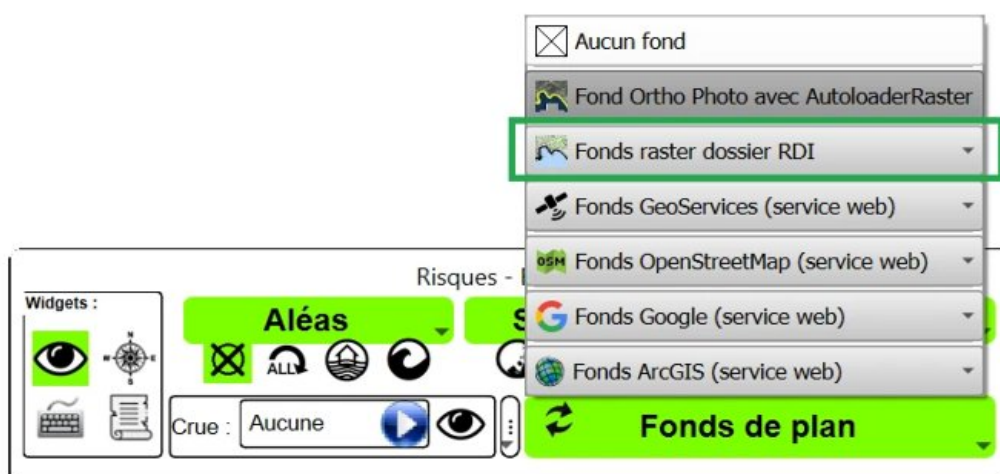 Aucun fond
Fond Ortho Photo avec AutoloaderRaster
Fonds raster dossier RDI
Fonds GeoServices (service web)
OSM Fonds OpenStreetMap (service web)
Fonds Google (service web)
Fonds ArcGIS (service web)
Risques -
Widgets :
Aléas
S
N
W
E
S
ALL
Crue : Aucune
Fonds de plan